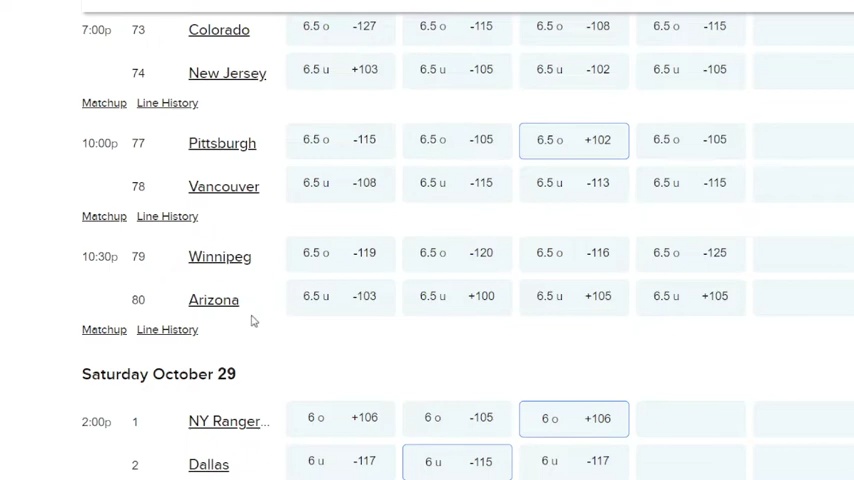 7:00p 73 Colorado 6.5 o -127 6.5 o -115 6.5 o -108 6.5 o -115
74 New Jersey 6.5 u +103 6.5 u -105 6.5 u -102 6.5 u -105
Matchup Line History
10:00p 77 Pittsburgh 6.5 o -115 6.5 o -105 6.5 o +102 6.5 o -105
78 Vancouver 6.5 u -108 6.5 u -115 6.5 u -113 6.5 u -115
Matchup Line History
10:30p 79 Winnipeg 6.5 o -119 6.5 o -120 6.5 o -116 6.5 o -125
80 Arizona 6.5 u -103 6.5 u +100 6.5 u +105 6.5 u +105
Matchup Line History
Saturday October 29
2:00p 1 NY Ranger... 6 o +106 6 o -105 6 o +106
2 Dallas 6 u -117 6 u -115 6 u -117